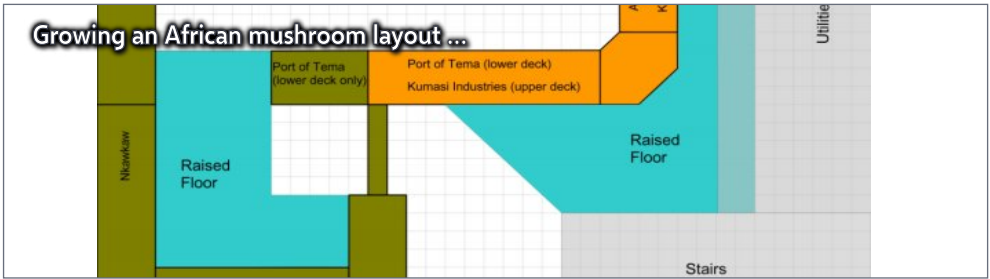 Growing an African mushroom layout ...
A
K
Utilitie
Port of Tema
(lower deck only)
Port of Tema (lower deck)
Kumasi Industries (upper deck)
Nkawkaw
Raised
Floor
Raised
Floor
Stairs